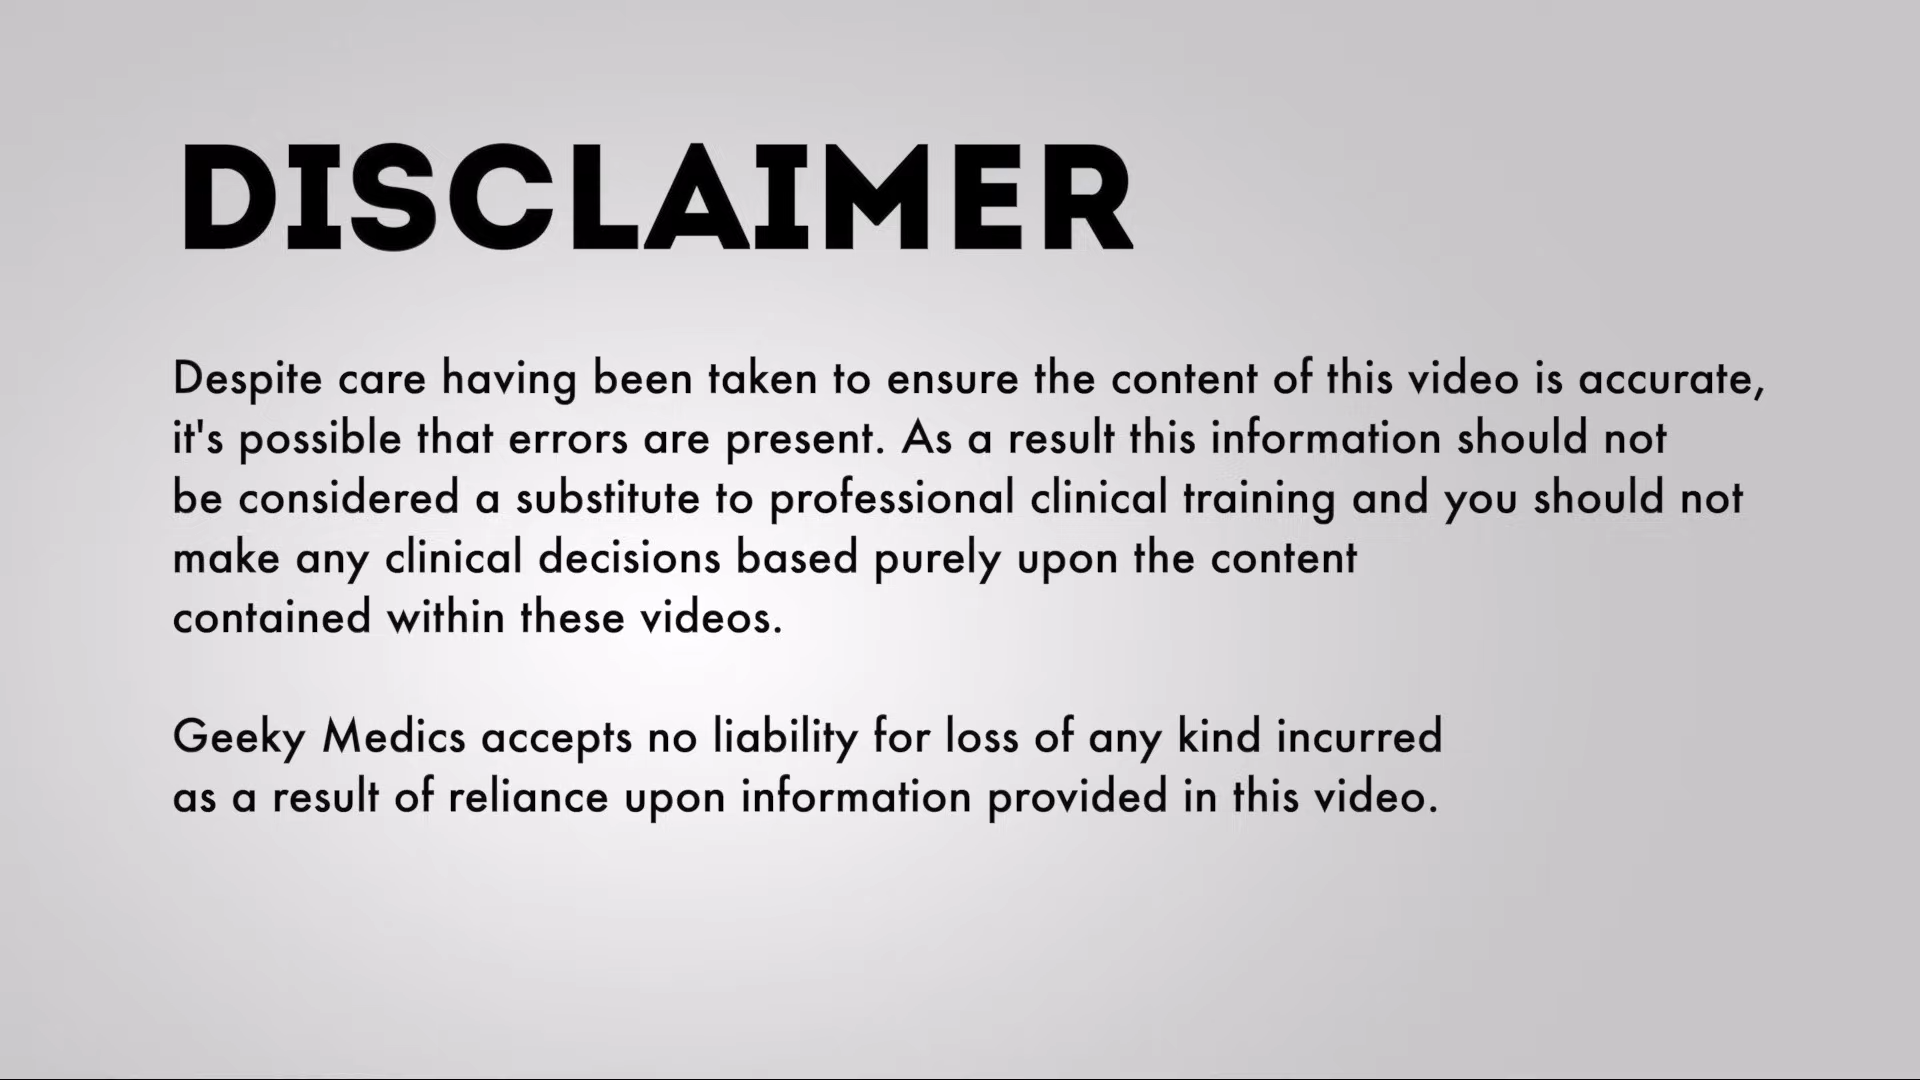 DISCLAIMER
Despite care having been taken to ensure the content of this video is accurate,
it's possible that errors are present. As a result this information should not
be considered a substitute to professional clinical training and you should not
make any clinical decisions based purely upon the content
contained within these videos.
Geeky Medics accepts no liability for loss of any kind incurred
as a result of reliance upon information provided in this video.